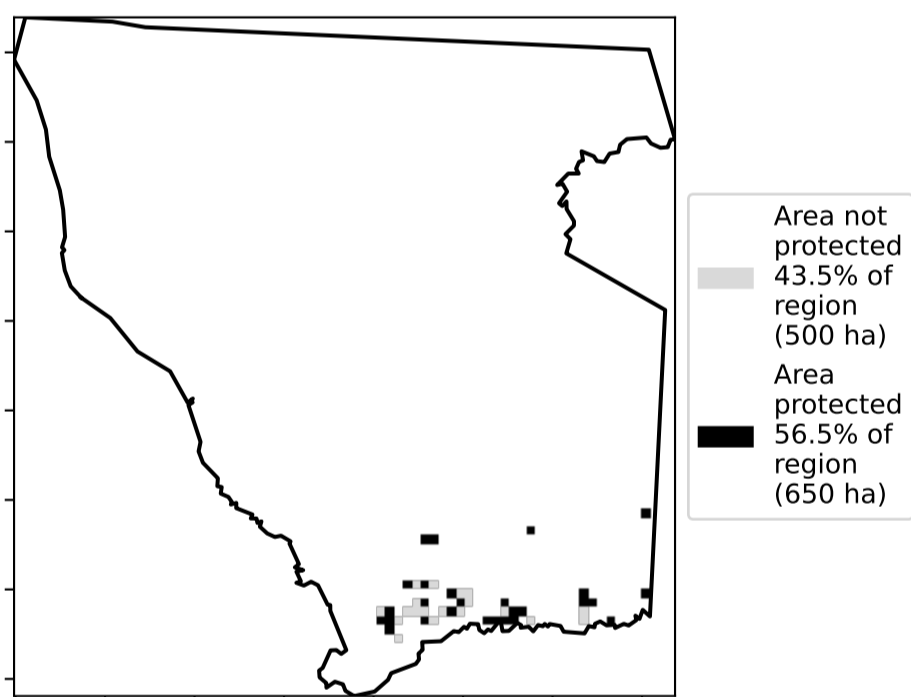 Area not
protected
43.5% of
region
(500 ha)
Area
protected
56.5% of
region
(650 ha)